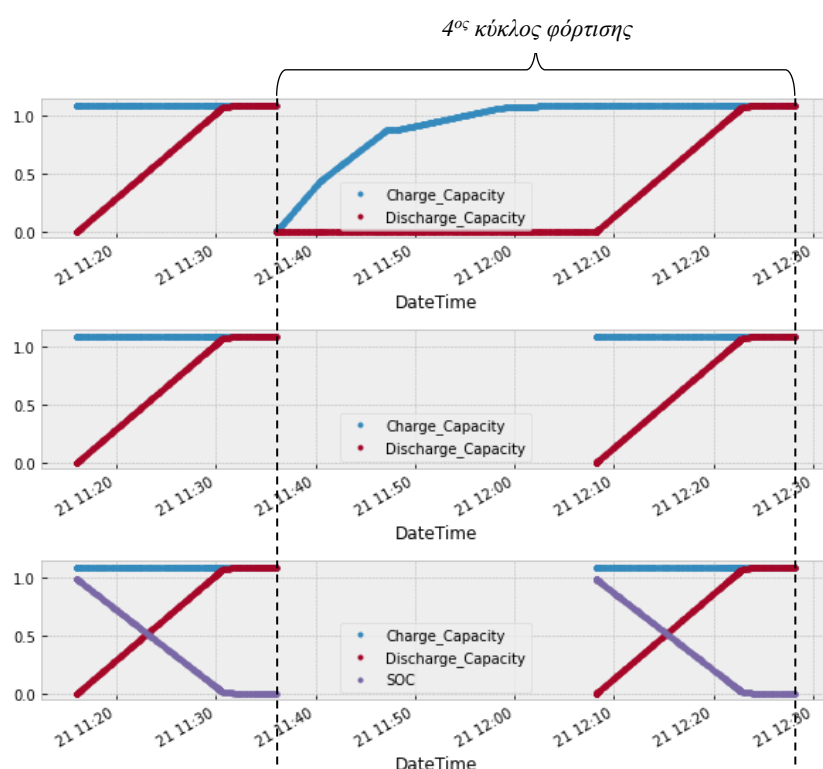 4ος κύκλος φόρτισης
1.0
0.5
0.0
Charge_Capacity
Discharge_Capacity
21 11:20 21 11:30 21 11:40 21 11:50 21 12:00 21 12:10 21 12:20 21 12:30
DateTime
1.0
0.5
0.0
Charge_Capacity
Discharge_Capacity
21 11:20 21 11:30 21 11:40 21 11:50 21 12:00 21 12:10 21 12:20 21 12:30
DateTime
1.0
0.5
0.0
Charge_Capacity
Discharge_Capacity
SOC
21 11:20 21 11:30 21 11:40 21 11:50 21 12:00 21 12:10 21 12:20 21 12:30
DateTime